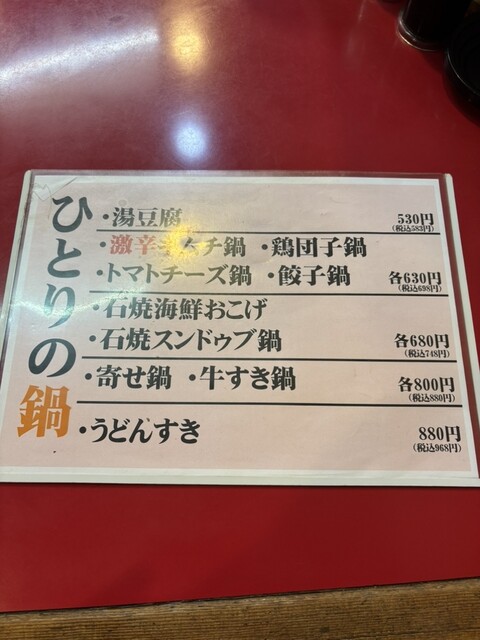 ひとりの鍋
・湯豆腐 530円
(税込583円)
・激辛キムチ鍋 ・鶏団子鍋
・トマトチーズ鍋 ・餃子鍋 各630円
(税込698円)
・石焼海鮮おこげ
・石焼スンドゥブ鍋 各680円
(税込748円)
・寄せ鍋 ・牛すき鍋 各800円
(税込880円)
・うどんすき 880円
(税込968円)